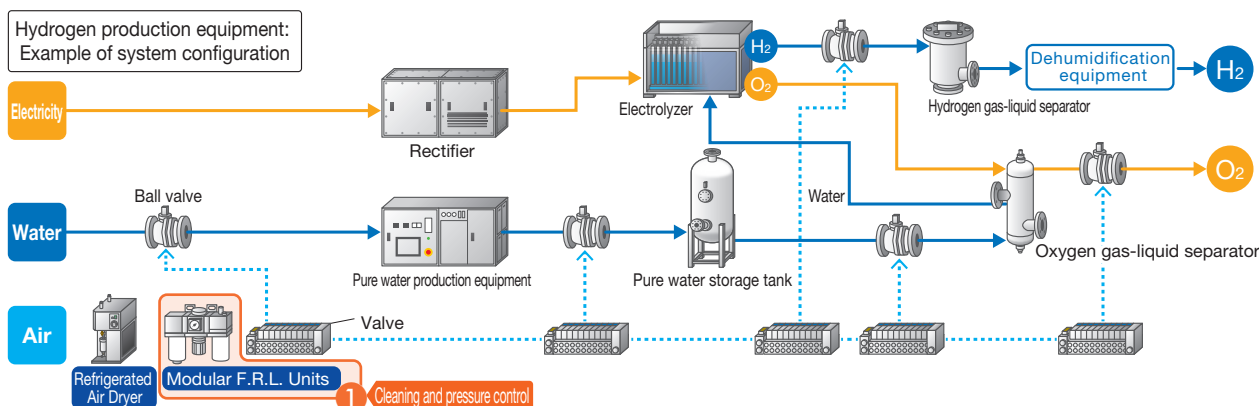 Hydrogen production equipment:
Example of system configuration
Electricity
Rectifier
Electrolyzer
H2
O2
Hydrogen gas-liquid separator
Dehumidification
equipment
H2
O2
Water
Ball valve
Pure water production equipment
Pure water storage tank
Water
Oxygen gas-liquid separator
Air
Valve
Refrigerated
Air Dryer
Modular F.R.L. Units
1
Cleaning and pressure control